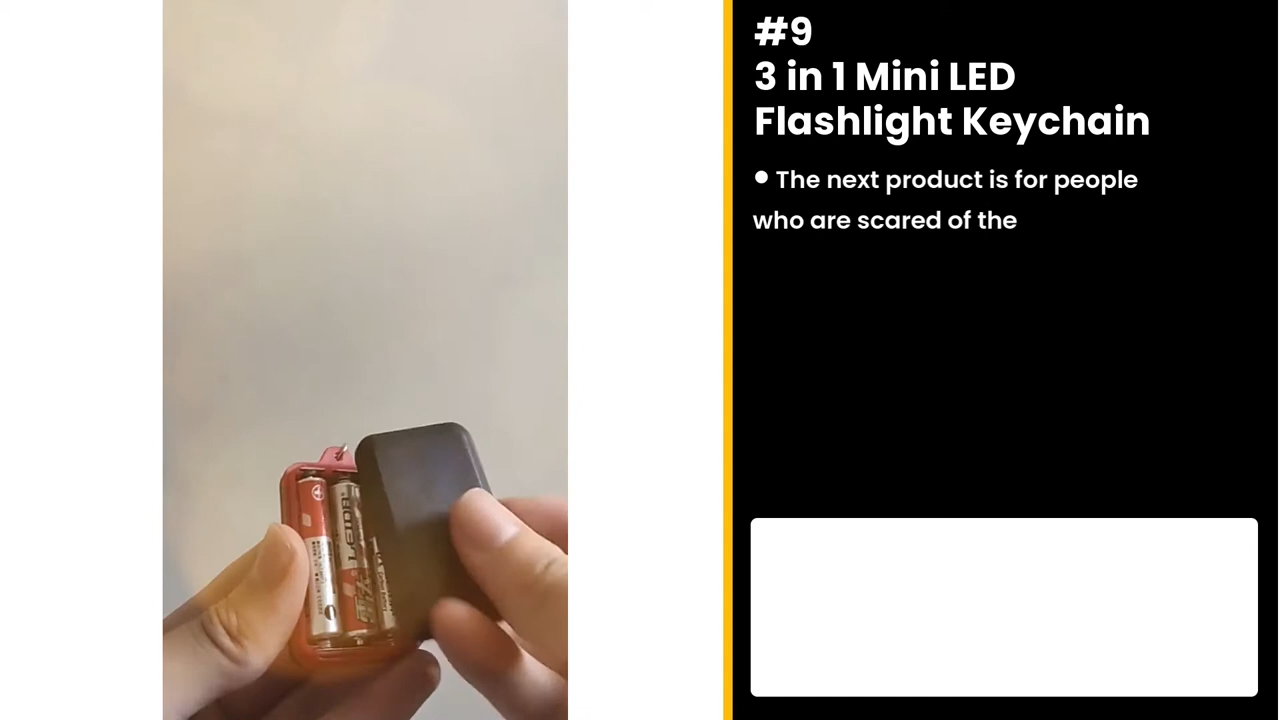 #9
3 in 1 Mini LED
Flashlight Keychain
• The next product is for people
who are scared of the